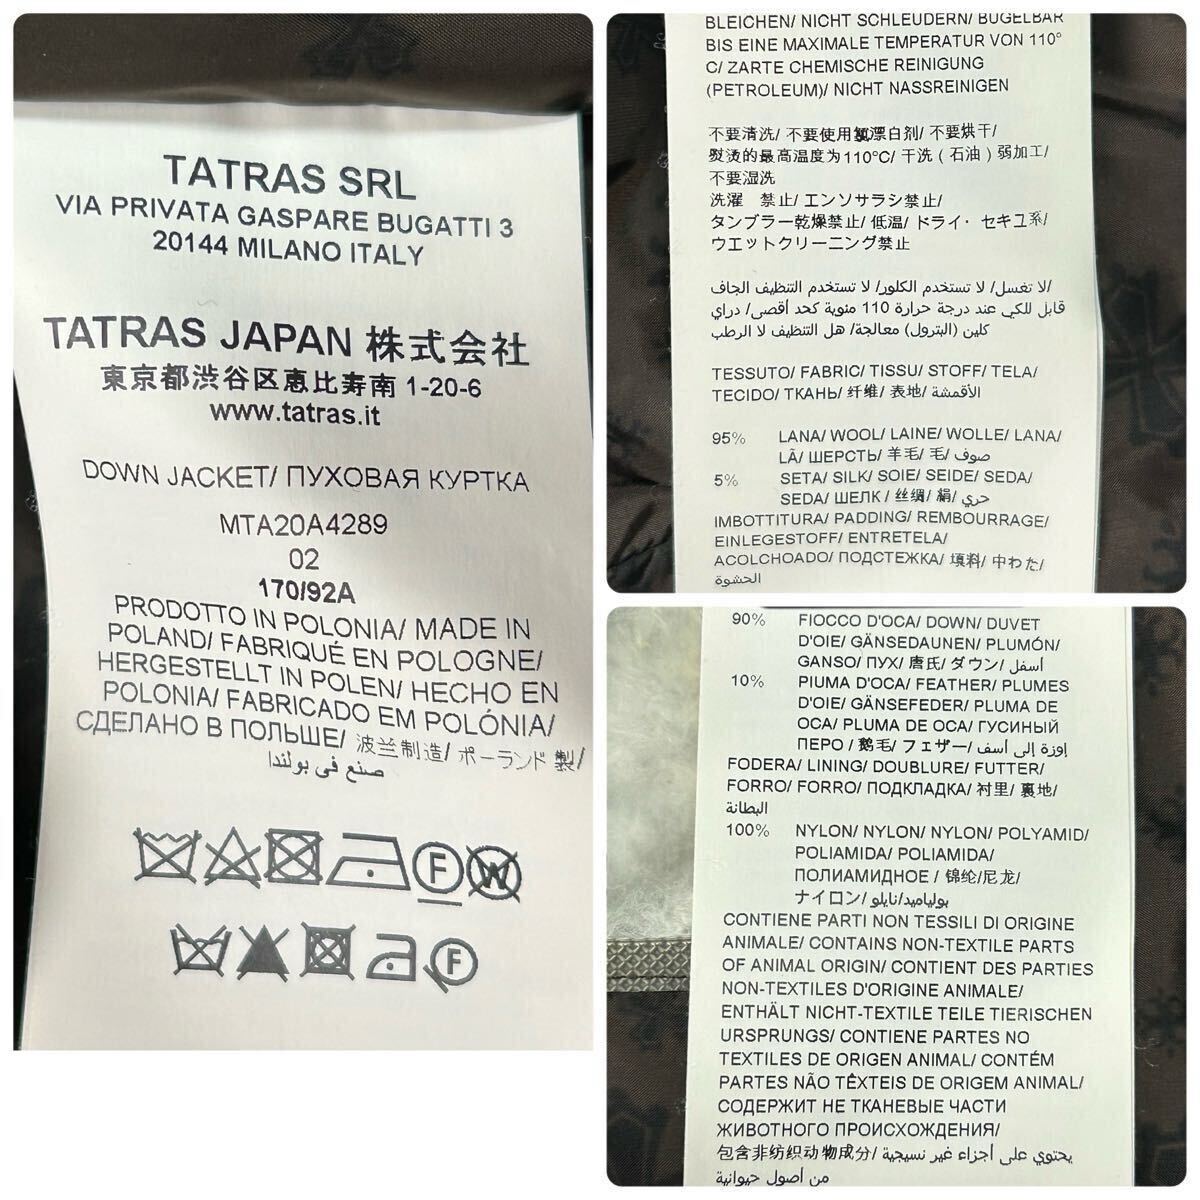 TATRAS SRL
VIA PRIVATA GASPARE BUGATTI 3
20144 MILANO ITALY
TATRAS JAPAN 株式会社
東京都渋谷区恵比寿南 1-20-6
www.tatras.it
DOWN JACKET/ ПУХОВАЯ КУРТКА
MTA20A4289
02
170/92A
PRODOTTO IN POLONIA/ MADE IN
POLAND/ FABRIQUÉ EN POLOGNE/
HERGESTELLT IN POLEN/ HECHO EN
POLONIA/ FABRICADO EM POLÓNIA/
СДЕЛАНО В ПОЛЬШЕ/ 波兰制造/ ポーランド 製/
صنع في بولندا
F W
F
BLEICHEN/ NICHT SCHLEUDERN/ BÜGELBAR
BIS EINE MAXIMALE TEMPERATUR VON 110°
C/ ZARTE CHEMISCHE REINIGUNG
(PETROLEUM)/ NICHT NASSREINIGEN
不要清洗/ 不要使用氯漂白剂/ 不要烘干/
熨烫的最高温度为110°C/ 干洗（石油）弱加工/
不要湿洗
洗濯 禁止/ エンソサラシ禁止/
タンブラー乾燥禁止/ 低温/ ドライ・セキユ系/
ウエットクリーニング禁止
لا تغسل/ لا تستخدم الكلور/ لا تستخدم التنظيف الجاف/
قابل للكي عند درجة حرارة 110 مئوية كحد أقصى/ دراي
كلين (البترول) معالجة/ هل التنظيف لا الرطب
TESSUTO/ FABRIC/ TISSU/ STOFF/ TELA/
TECIDO/ ТКАНЬ/ 纤维/ 表地/ الأقمشة
95% LANA/ WOOL/ LAINE/ WOLLE/ LANA/
LÃ/ ШЕРСТЬ/ 羊毛/ 毛/ صوف
5% SETA/ SILK/ SOIE/ SEIDE/ SEDA/
SEDA/ ШЕЛК / 丝绸/ 絹/ حري
IMBOTTITURA/ PADDING/ REMBOURRAGE/
EINLEGESTOFF/ ENTRETELA/
ACOLCHOADO/ ПОДСТЕЖКА/ 填料/ 中わた/
الحشوة
90% FIOCCO D'OCA/ DOWN/ DUVET
D'OIE/ GÄNSEDAUNEN/ PLUMÓN/
GANSO/ ПУХ/ 唐氏/ ダウン/ أسفل
10% PIUMA D'OCA/ FEATHER/ PLUMES
D'OIE/ GÄNSEFEDER/ PLUMA DE
OCA/ PLUMA DE OCA/ ГУСИНЫЙ
ПЕРО / 鹅毛/ フェザー/ إوزة إلى أسف
FODERA/ LINING/ DOUBLURE/ FUTTER/
FORRO/ FORRO/ ПОДКЛАДКА/ 衬里/ 裏地/
البطانة
100% NYLON/ NYLON/ NYLON/ POLYAMID/
POLIAMIDA/ POLIAMIDA/
ПОЛИАМИДНОЕ / 锦纶/尼龙/
ナイロン/ بولياميد/نايلو
CONTIENE PARTI NON TESSILI DI ORIGINE
ANIMALE/ CONTAINS NON-TEXTILE PARTS
OF ANIMAL ORIGIN/ CONTIENT DES PARTIES
NON-TEXTILES D'ORIGINE ANIMALE/
ENTHÄLT NICHT-TEXTILE TEILE TIERISCHEN
URSPRUNGS/ CONTIENE PARTES NO
TEXTILES DE ORIGEN ANIMAL/ CONTÉM
PARTES NÃO TÊXTEIS DE ORIGEM ANIMAL/
СОДЕРЖИТ НЕ ТКАНЕВЫЕ ЧАСТИ
ЖИВОТНОГО ПРОИСХОЖДЕНИЯ/
包含非纺织动物成分/ يحتوي على أجزاء غير نسيجية/
من أصول حيوانية